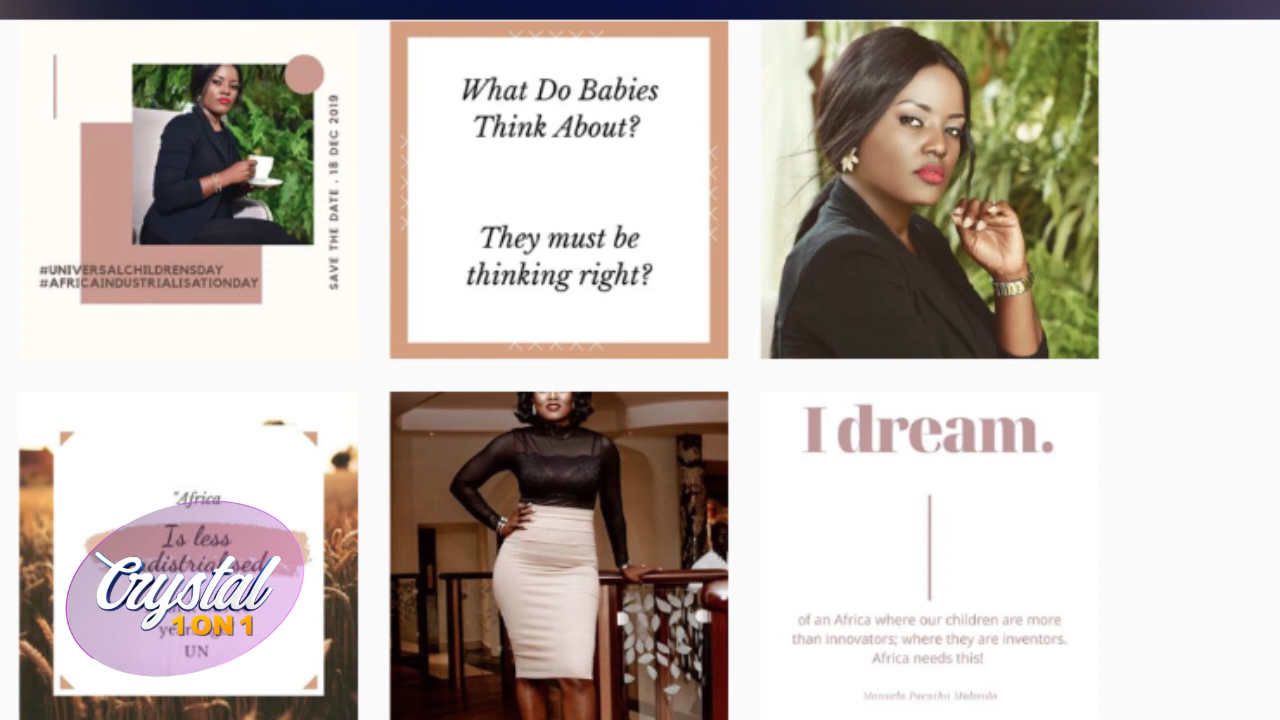 SAVE THE DATE . 18 DEC 2019
#UNIVERSALCHILDRENSDAY
#AFRICAINDUSTRIALISATIONDAY
What Do Babies
Think About?
They must be
thinking right?
"Africa
Is less
Crystal
1 ON 1
UN
I dream.
of an Africa where our children are more
than innovators; where they are inventors.
Africa needs this!